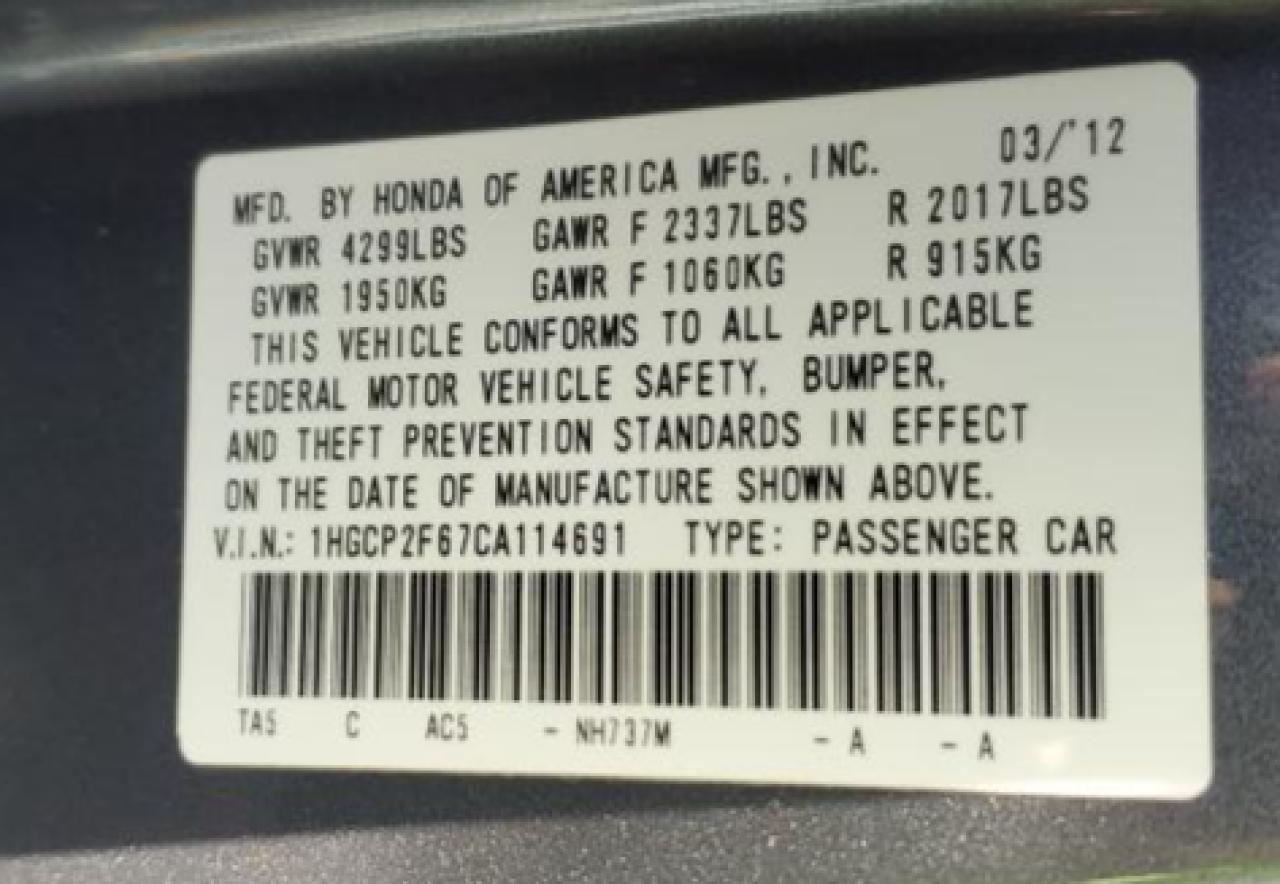 MFD. BY HONDA OF AMERICA MFG., INC. 03/'12
GVWR 4299LBS GAWR F 2337LBS R 2017LBS
GVWR 1950KG GAWR F 1060KG R 915KG
THIS VEHICLE CONFORMS TO ALL APPLICABLE
FEDERAL MOTOR VEHICLE SAFETY, BUMPER,
AND THEFT PREVENTION STANDARDS IN EFFECT
ON THE DATE OF MANUFACTURE SHOWN ABOVE.
V.I.N.: 1HGCP2F67CA114691 TYPE: PASSENGER CAR
TA5 C AC5 - NH737M - A - A